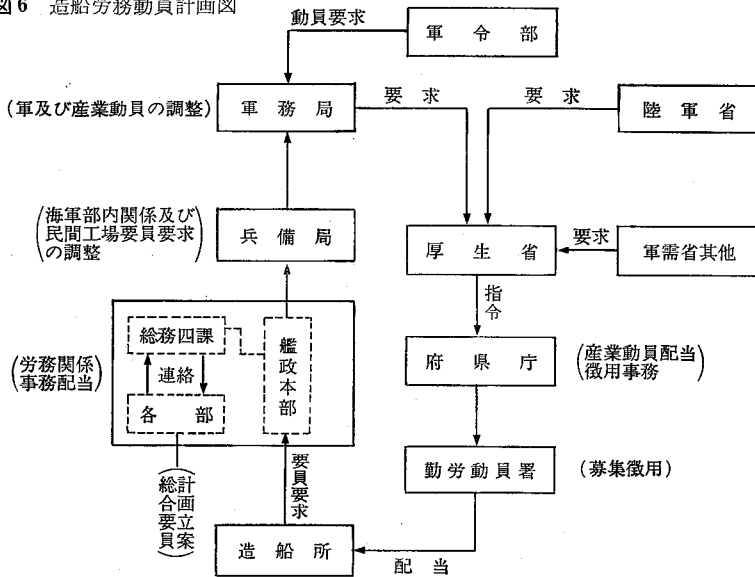 図6 造船労務動員計画図
動員要求
軍令部
(軍及び産業動員の調整)
軍務局
要求
要求
陸軍省
(海軍部内関係及び
民間工場要員要求
の調整)
兵備局
厚生省
要求
軍需省其他
指令
総務四課
艦政本部
(労務関係
事務配当)
連絡
各部
府県庁
(産業動員配当
徴用事務)
要員要求
(計画立案
総合要員)
勤労動員署
(募集徴用)
造船所
配当